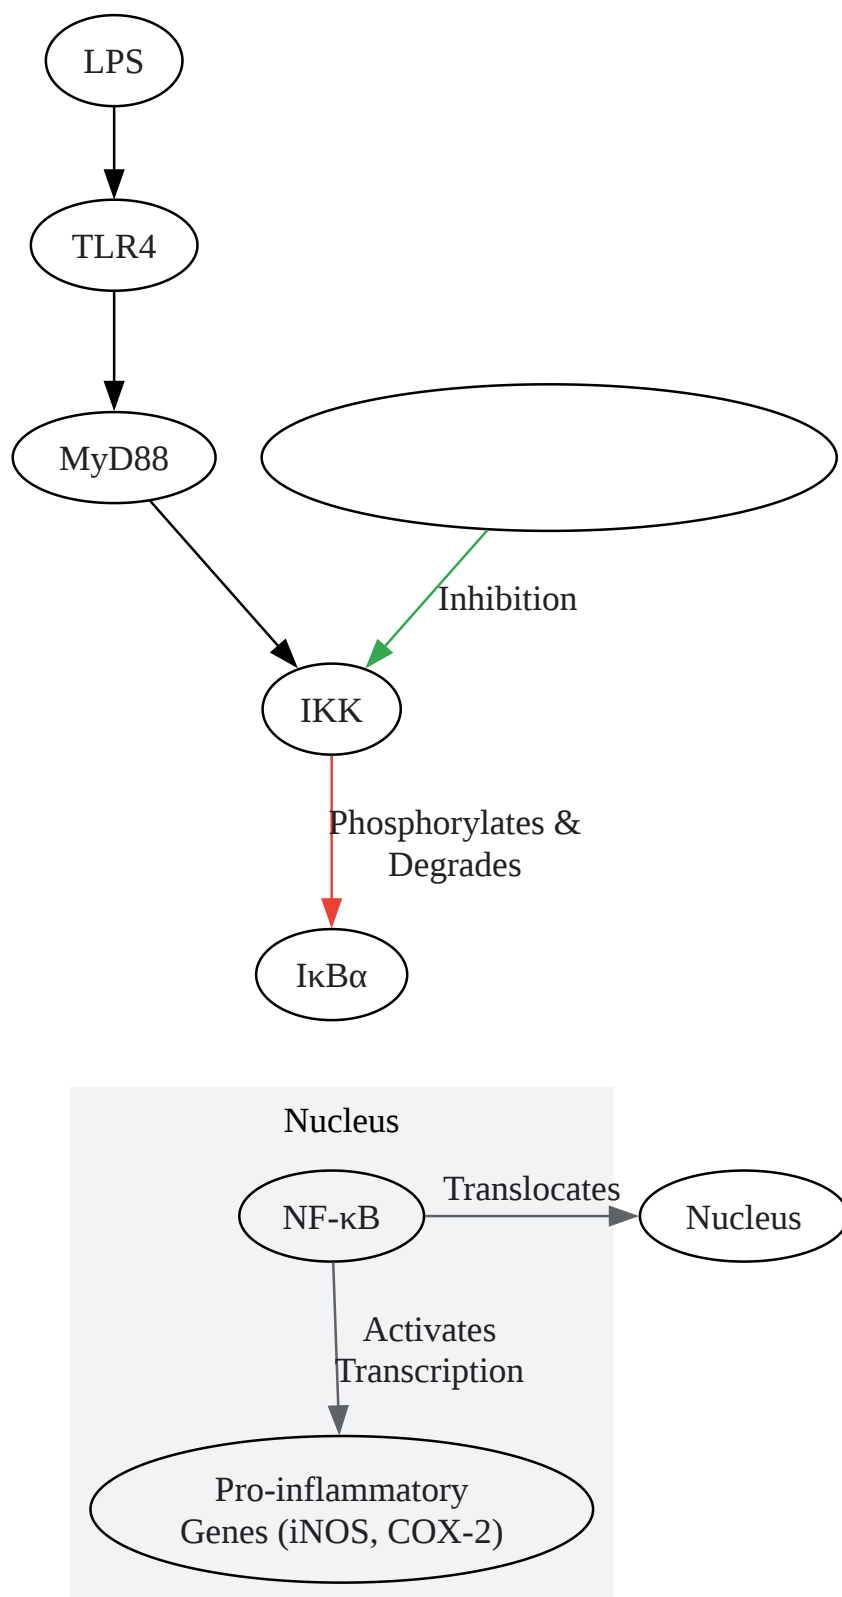 LPS
TLR4
MyD88
Inhibition
IKK
Phosphorylates &
Degrades
IκBα
Nucleus
Translocates
NF-κB
Nucleus
Activates
Transcription
Pro-inflammatory
Genes (iNOS, COX-2)